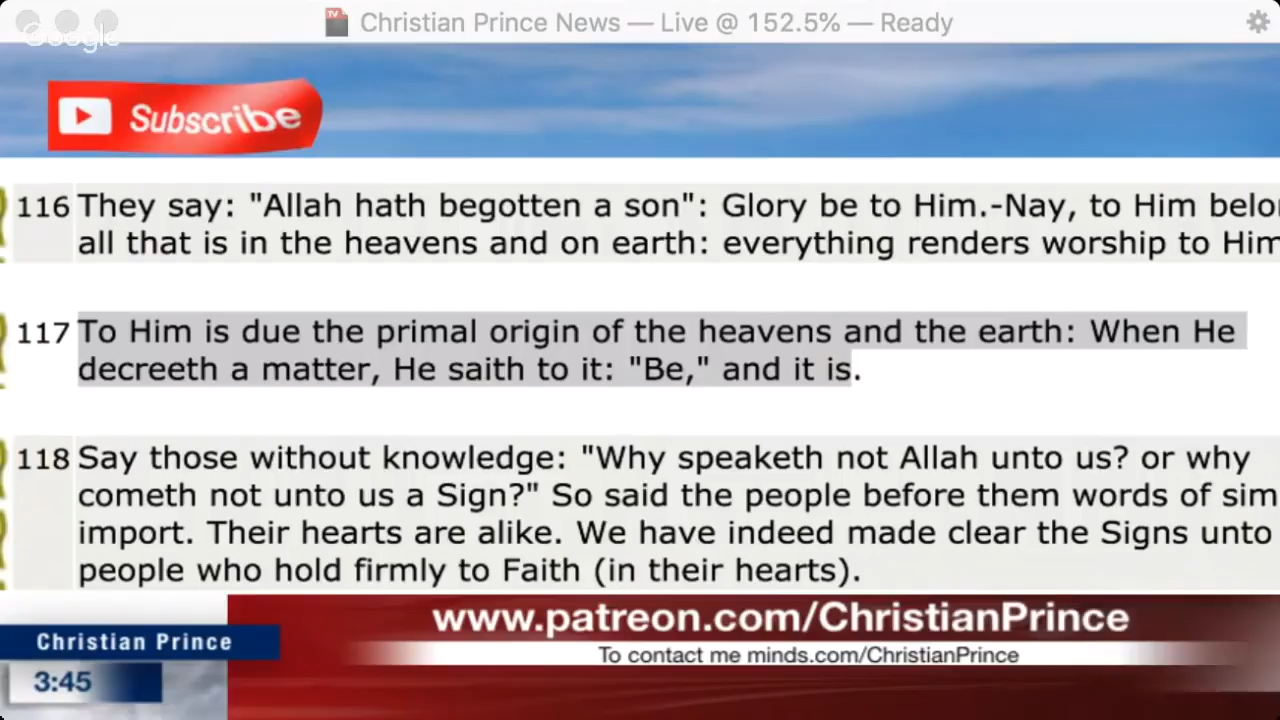 Christian Prince News — Live @ 152.5% — Ready
Google
Subscribe
116 They say: "Allah hath begotten a son": Glory be to Him.-Nay, to Him belo
all that is in the heavens and on earth: everything renders worship to Him
117 To Him is due the primal origin of the heavens and the earth: When He
decreeth a matter, He saith to it: "Be," and it is.
118 Say those without knowledge: "Why speaketh not Allah unto us? or why
cometh not unto us a Sign?" So said the people before them words of sim
import. Their hearts are alike. We have indeed made clear the Signs unto
people who hold firmly to Faith (in their hearts).
www.patreon.com/ChristianPrince
Christian Prince
To contact me minds.com/ChristianPrince
3:45